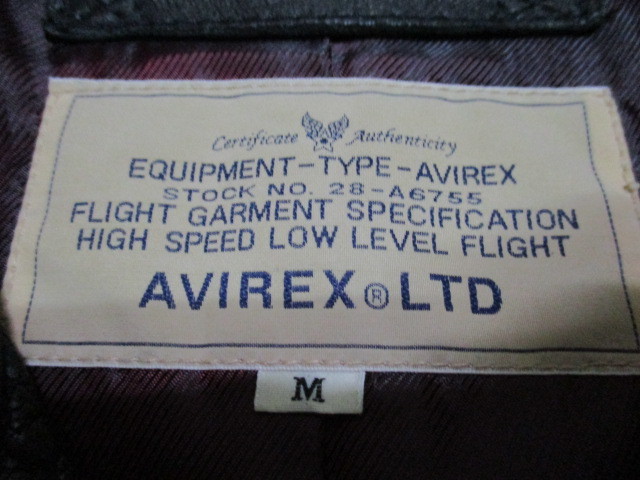 Certificate Authenticity
EQUIPMENT-TYPE-AVIREX
STOCK NO. 28-A6755
FLIGHT GARMENT SPECIFICATION
HIGH SPEED LOW LEVEL FLIGHT
AVIREX® LTD
M